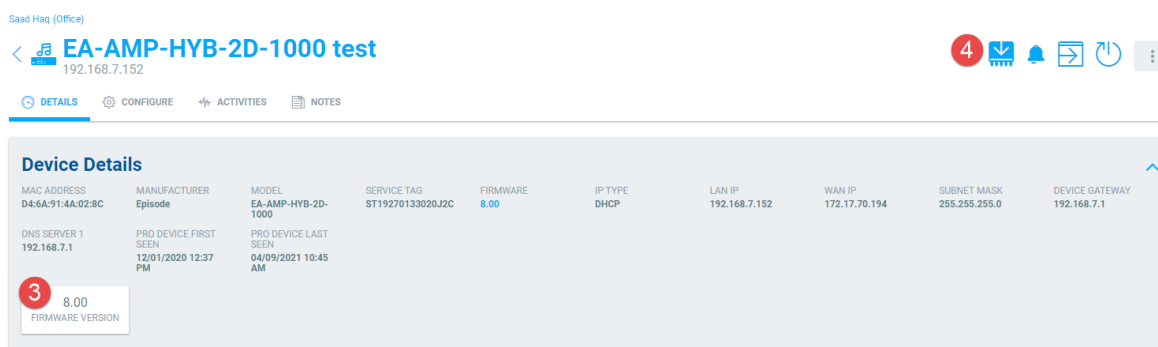 Saad Haq (Office)
EA-AMP-HYB-2D-1000 test
192.168.7.152
4
DETAILS CONFIGURE ACTIVITIES NOTES
Device Details
MAC ADDRESS MANUFACTURER MODEL SERVICE TAG FIRMWARE IP TYPE LAN IP WAN IP SUBNET MASK DEVICE GATEWAY
D4:6A:91:4A:02:8C Episode EA-AMP-HYB-2D- ST19270133020J2C 8.00 DHCP 192.168.7.152 172.17.70.194 255.255.255.0 192.168.7.1
1000
DNS SERVER 1 PRO DEVICE FIRST PRO DEVICE LAST
192.168.7.1 SEEN SEEN
12/01/2020 12:37 04/09/2021 10:45
PM AM
3
8.00
FIRMWARE VERSION